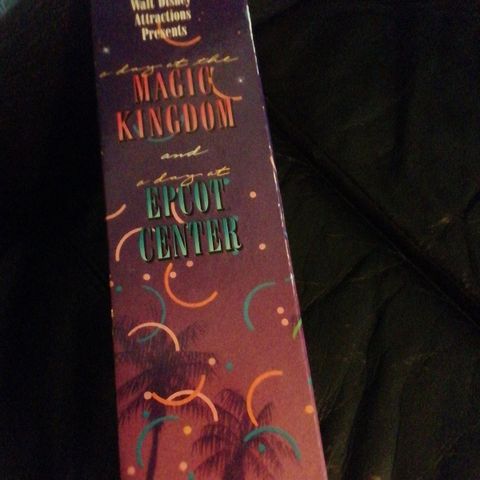 Walt Disney
Attractions
Presents
a day at the
MAGIC
KINGDOM
and
a day at
EPCOT
CENTER